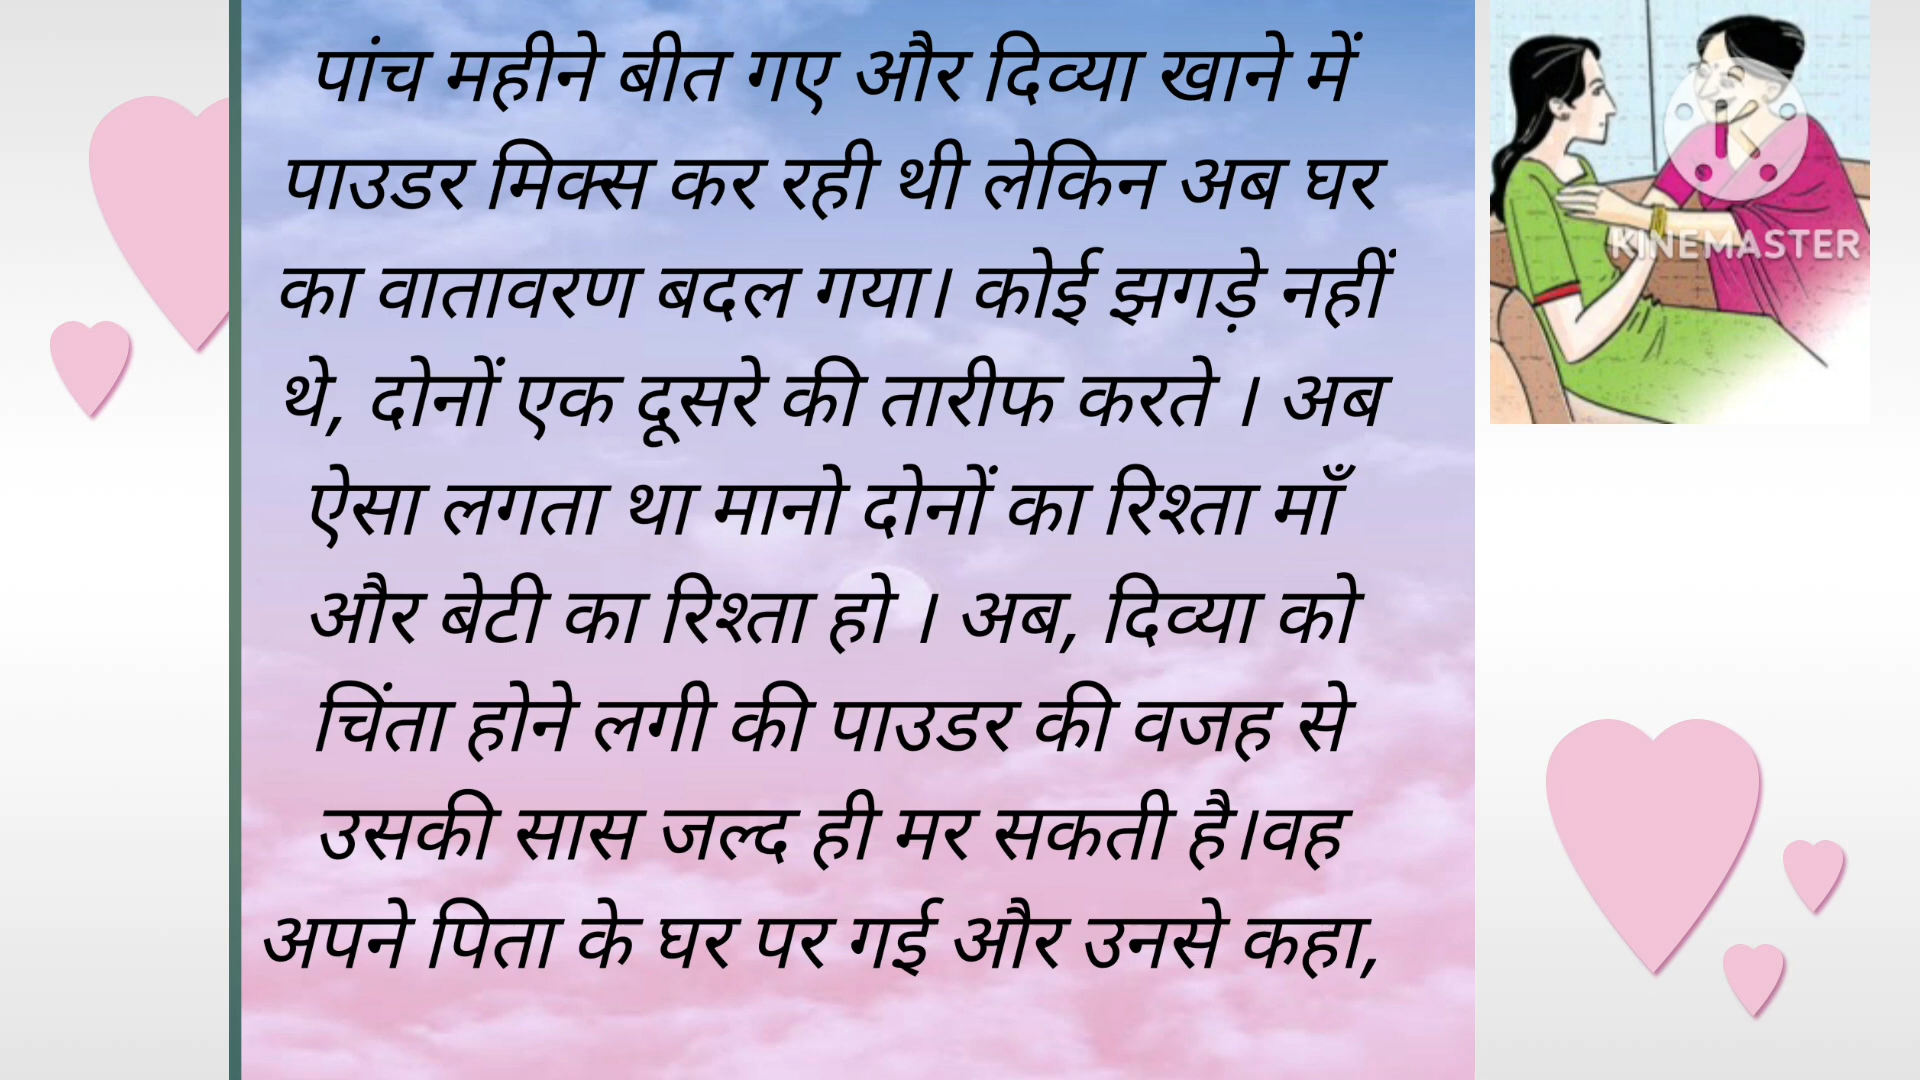 पांच महीने बीत गए और दिव्या खाने में
पाउडर मिक्स कर रही थी लेकिन अब घर
का वातावरण बदल गया। कोई झगड़े नहीं
थे, दोनों एक दूसरे की तारीफ करते । अब
ऐसा लगता था मानो दोनों का रिश्ता माँ
और बेटी का रिश्ता हो । अब, दिव्या को
चिंता होने लगी की पाउडर की वजह से
उसकी सास जल्द ही मर सकती है।वह
अपने पिता के घर पर गई और उनसे कहा,
KINEMASTER